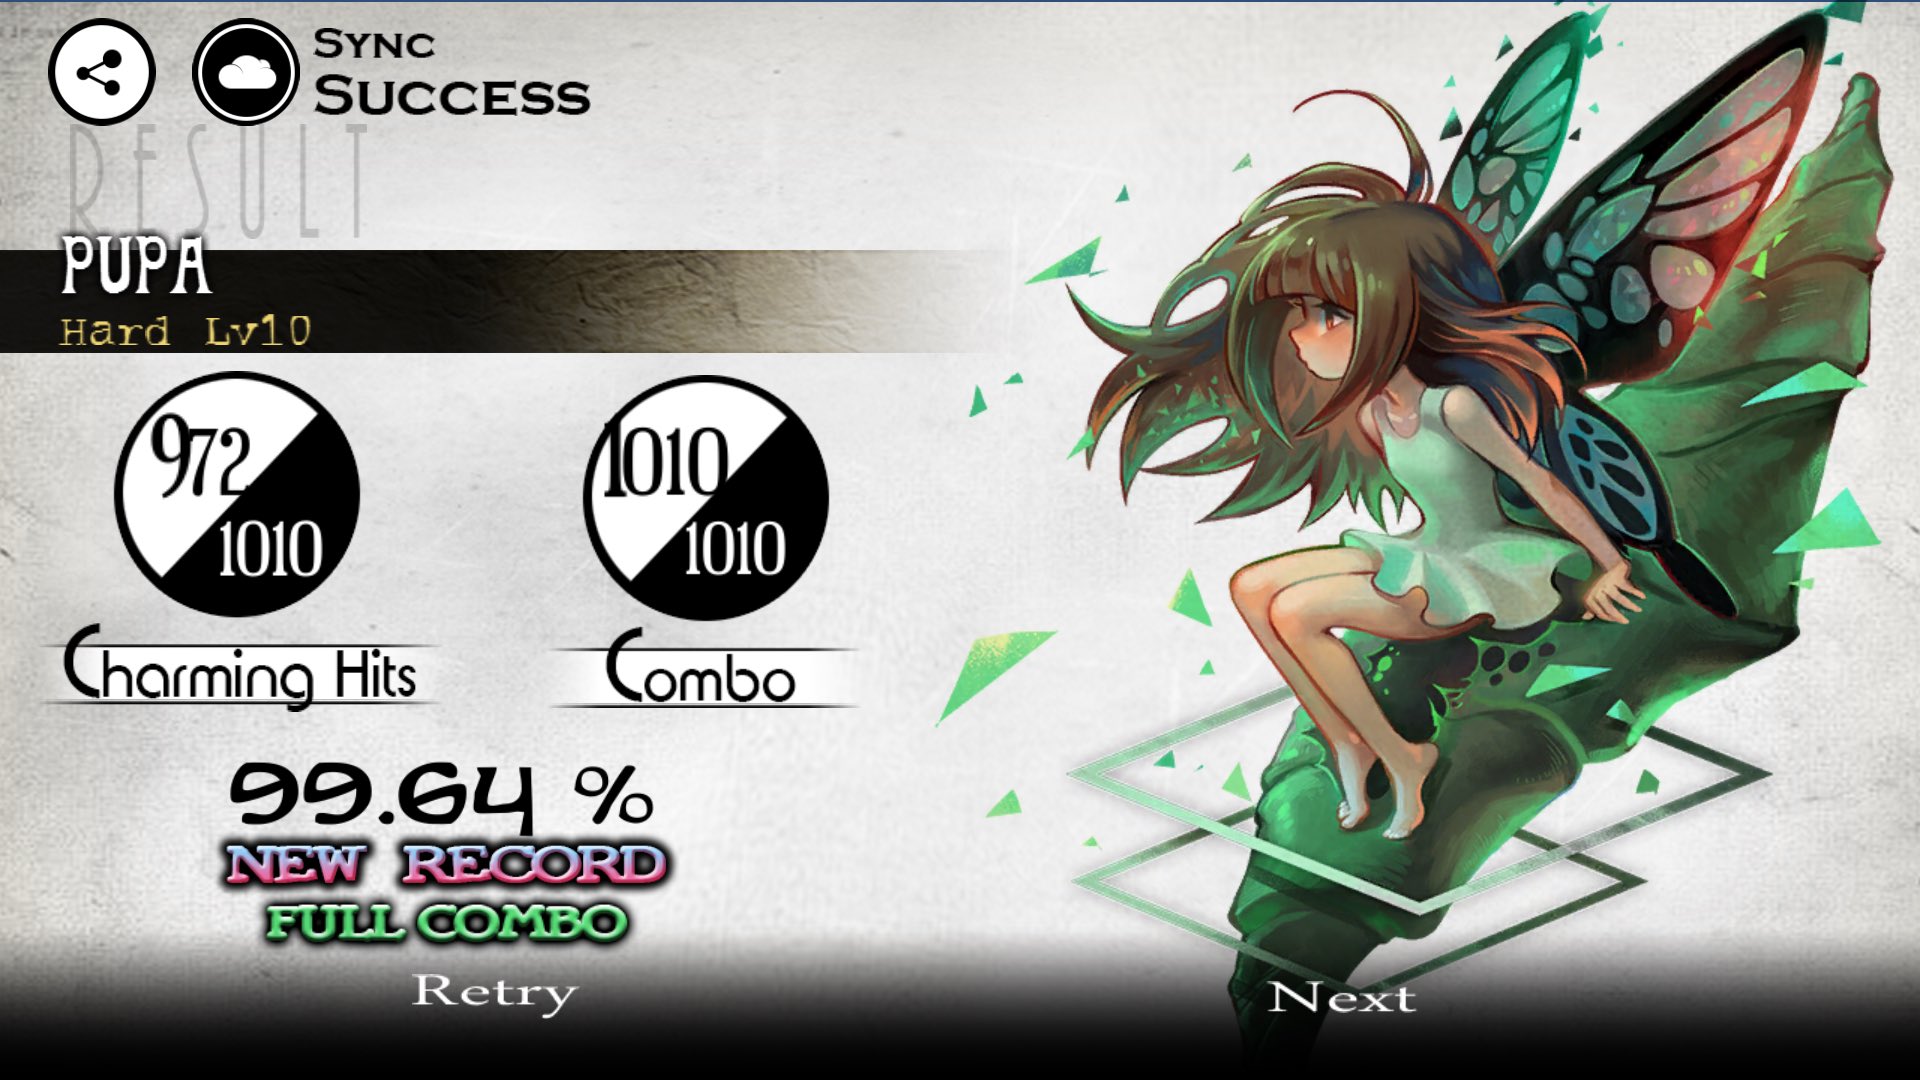 SYNC
SUCCESS
RESULT
PUPA
Hard Lv10
972
1010
Charming Hits
1010
1010
Combo
99.64 %
NEW RECORD
FULL COMBO
Retry
Next